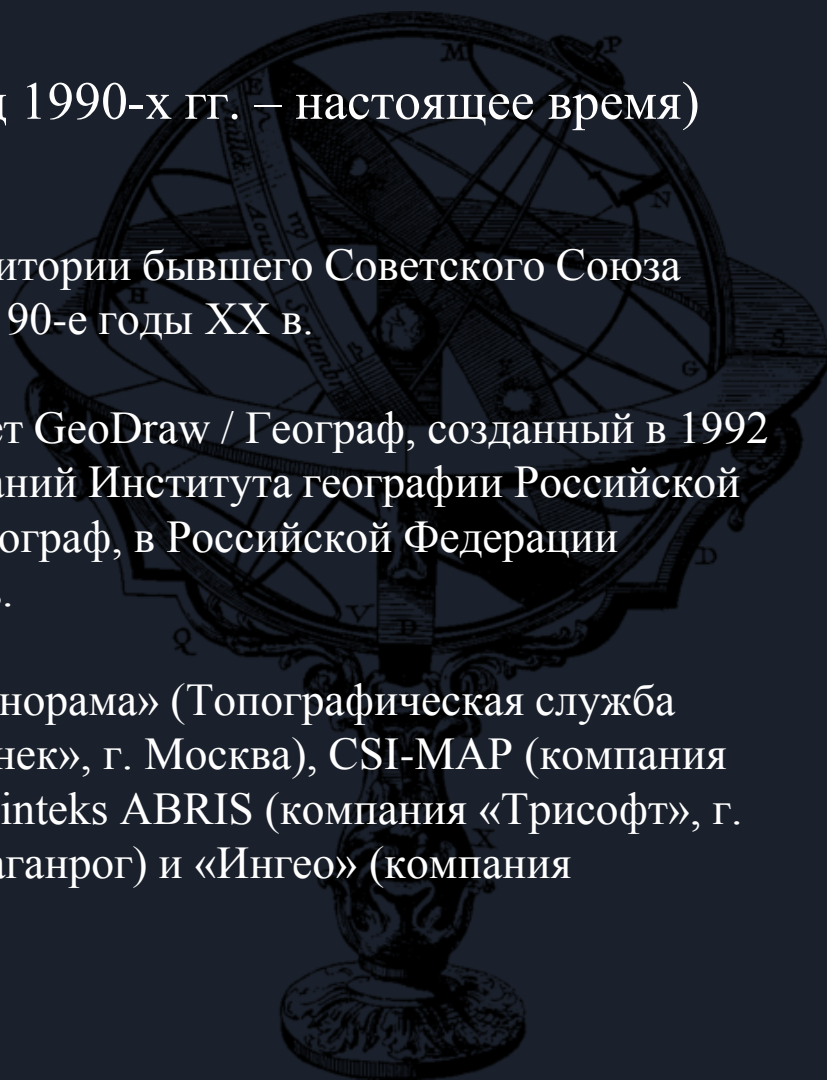 1990-х гг. – настоящее время)
итории бывшего Советского Союза
90-е годы XX в.
ет GeoDraw / Географ, созданный в 1992
аний Института географии Российской
ограф, в Российской Федерации
.
норама» (Топографическая служба
нек», г. Москва), CSI-MAP (компания
inteks ABRIS (компания «Трисофт», г.
аганрог) и «Ингео» (компания